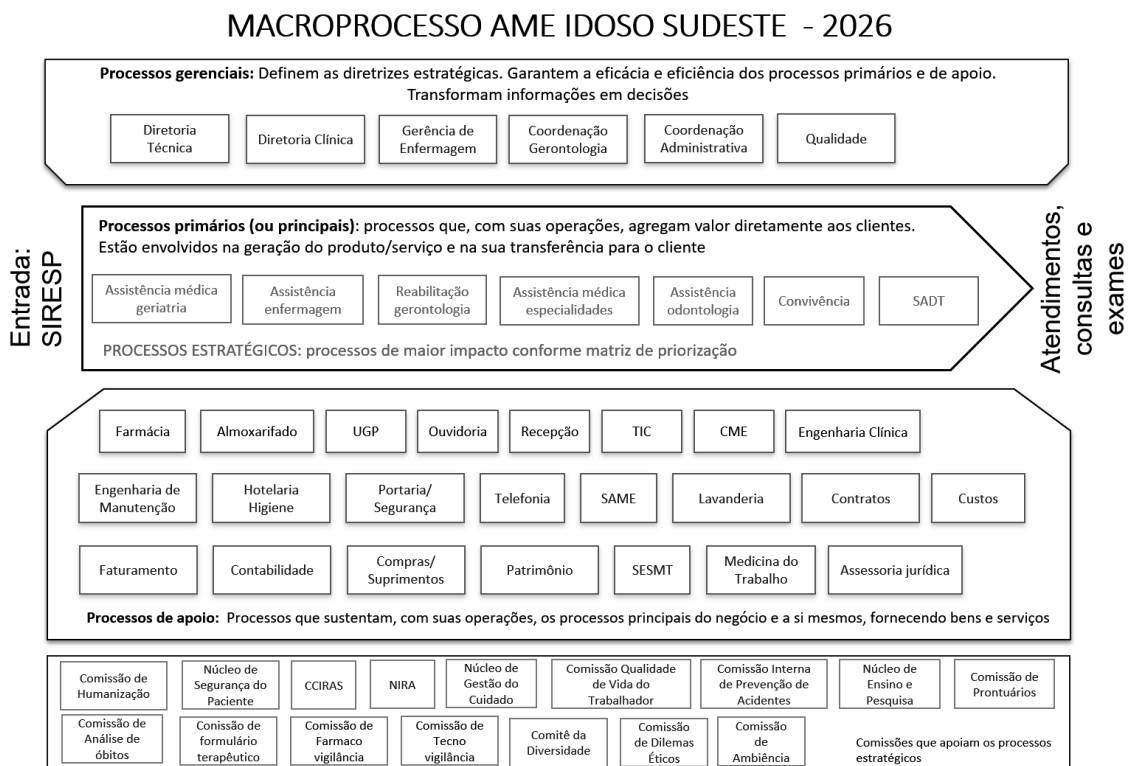 MACROPROCESSO AME IDOSO SUDESTE - 2026
Processos gerenciais: Definem as diretrizes estratégicas. Garantem a eficácia e eficiência dos processos primários e de apoio.
Transformam informações em decisões
Diretoria
Técnica
Diretoria Clínica
Gerência de
Enfermagem
Coordenação
Gerontologia
Coordenação
Administrativa
Qualidade
Entrada:
SIRESP
Processos primários (ou principais): processos que, com suas operações, agregam valor diretamente aos clientes.
Estão envolvidos na geração do produto/serviço e na sua transferência para o cliente
Assistência médica
geriatria
Assistência
enfermagem
Reabilitação
gerontologia
Assistência médica
especialidades
Assistência
odontologia
Convivência
SADT
PROCESSOS ESTRATÉGICOS: processos de maior impacto conforme matriz de priorização
Atendimentos,
consultas e
exames
Farmácia
Almoxarifado
UGP
Ouvidoria
Recepção
TIC
CME
Engenharia Clínica
Engenharia de
Manutenção
Hotelaria
Higiene
Portaria/
Segurança
Telefonia
SAME
Lavanderia
Contratos
Custos
Faturamento
Contabilidade
Compras/
Suprimentos
Patrimônio
SESMT
Medicina do
Trabalho
Assessoria jurídica
Processos de apoio: Processos que sustentam, com suas operações, os processos principais do negócio e a si mesmos, fornecendo bens e serviços
Comissão de
Humanização
Núcleo de
Segurança do
Paciente
CCIRAS
NIRA
Núcleo de
Gestão do
Cuidado
Comissão Qualidade
de Vida do
Trabalhador
Comissão Interna
de Prevenção de
Acidentes
Núcleo de
Ensino e
Pesquisa
Comissão de
Prontuários
Comissão de
Análise de
óbitos
Conissão de
formulário
terapêutico
Comissão de
Farmaco
vigilância
Comissão de
Tecno
vigilância
Comitê da
Diversidade
Comissão
de Dilemas
Éticos
Comissão
de
Ambiência
Comissões que apoiam os processos
estratégicos